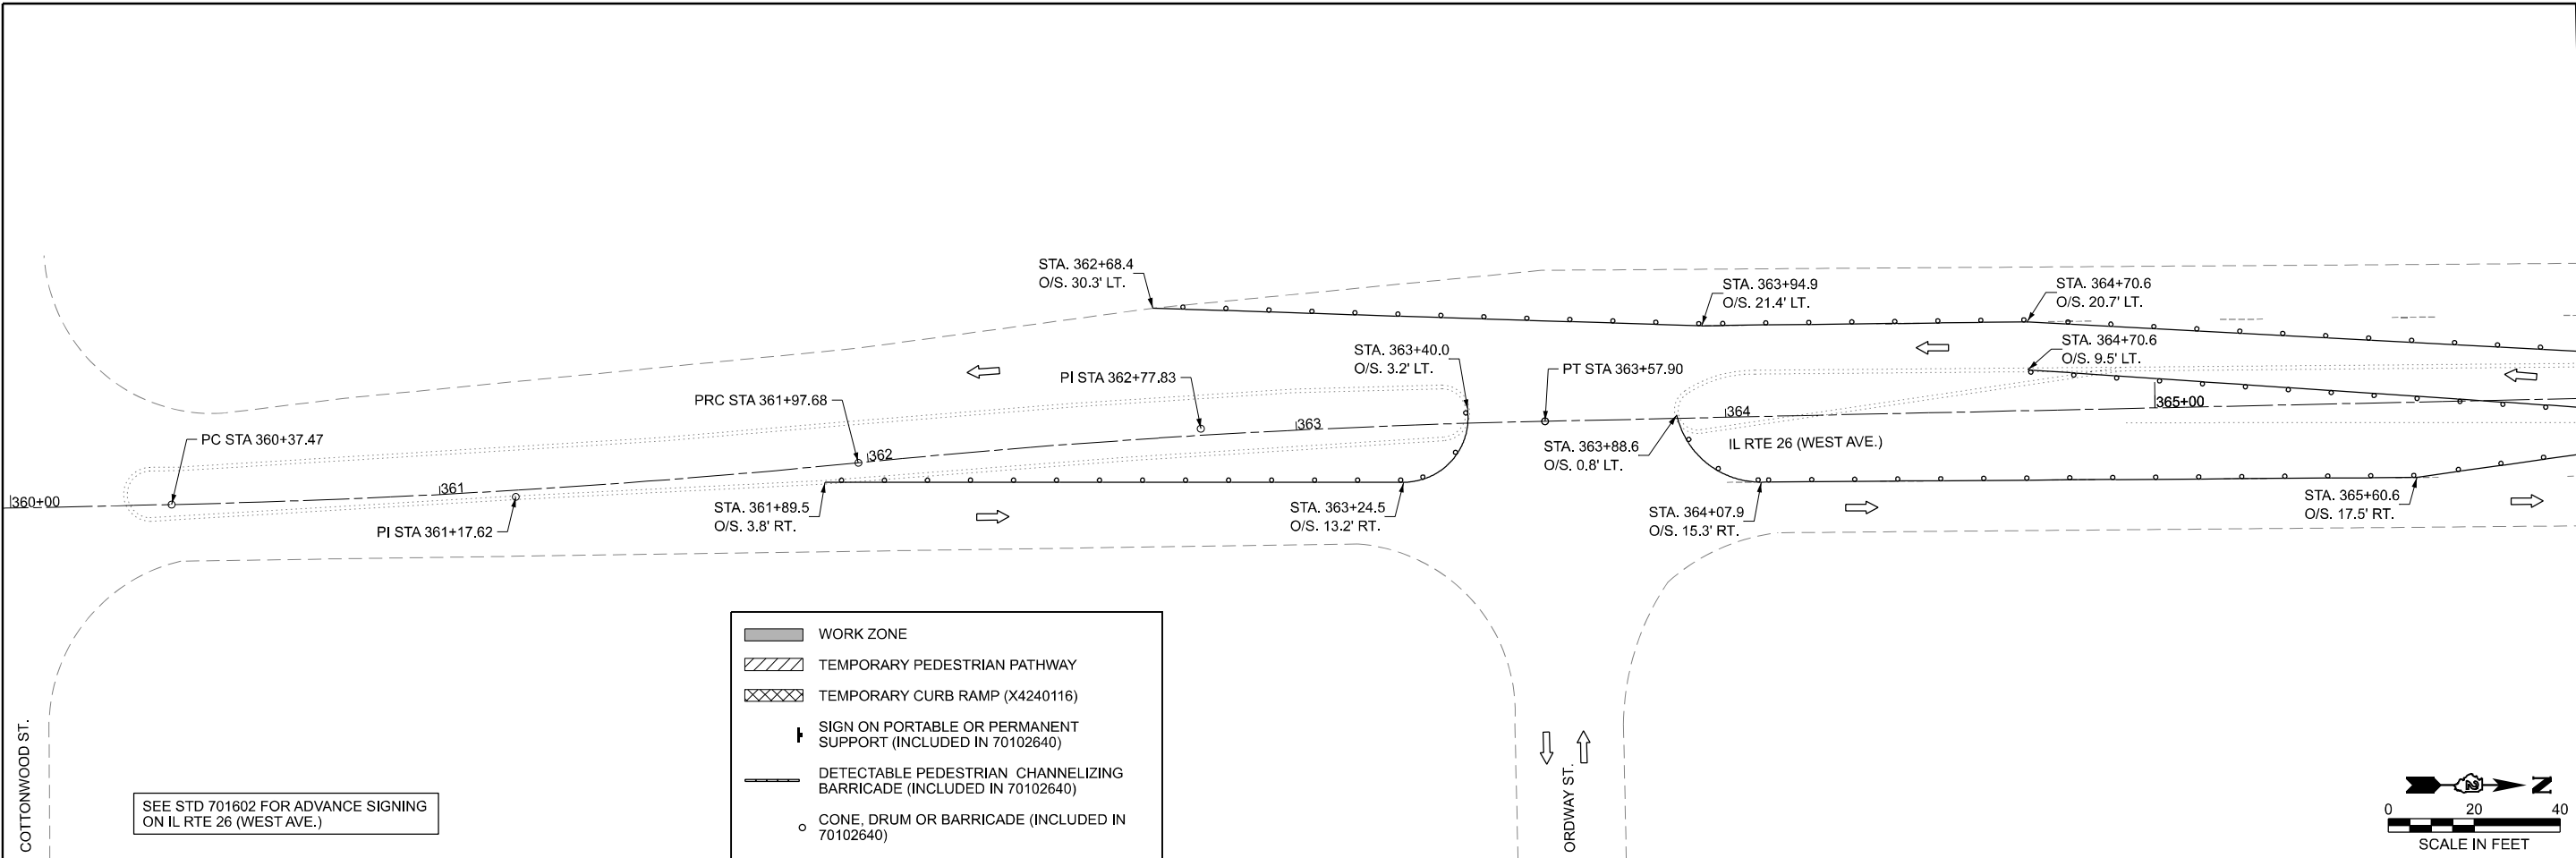 STA. 362+68.4
O/S. 30.3' LT.
STA. 363+94.9
O/S. 21.4' LT.
STA. 364+70.6
O/S. 20.7' LT.
STA. 364+70.6
O/S. 9.5' LT.
STA. 363+40.0
O/S. 3.2' LT.
PI STA 362+77.83
PT STA 363+57.90
PRC STA 361+97.68
PC STA 360+37.47
360+00
361
362
363
364
365+00
IL RTE 26 (WEST AVE.)
STA. 363+88.6
O/S. 0.8' LT.
PI STA 361+17.62
STA. 361+89.5
O/S. 3.8' RT.
STA. 363+24.5
O/S. 13.2' RT.
STA. 364+07.9
O/S. 15.3' RT.
STA. 365+60.6
O/S. 17.5' RT.
WORK ZONE
TEMPORARY PEDESTRIAN PATHWAY
TEMPORARY CURB RAMP (X4240116)
SIGN ON PORTABLE OR PERMANENT
SUPPORT (INCLUDED IN 70102640)
DETECTABLE PEDESTRIAN CHANNELIZING
BARRICADE (INCLUDED IN 70102640)
CONE, DRUM OR BARRICADE (INCLUDED IN
70102640)
SEE STD 701602 FOR ADVANCE SIGNING
ON IL RTE 26 (WEST AVE.)
COTTONWOOD ST.
ORDWAY ST.
2
N
0 20 40
SCALE IN FEET